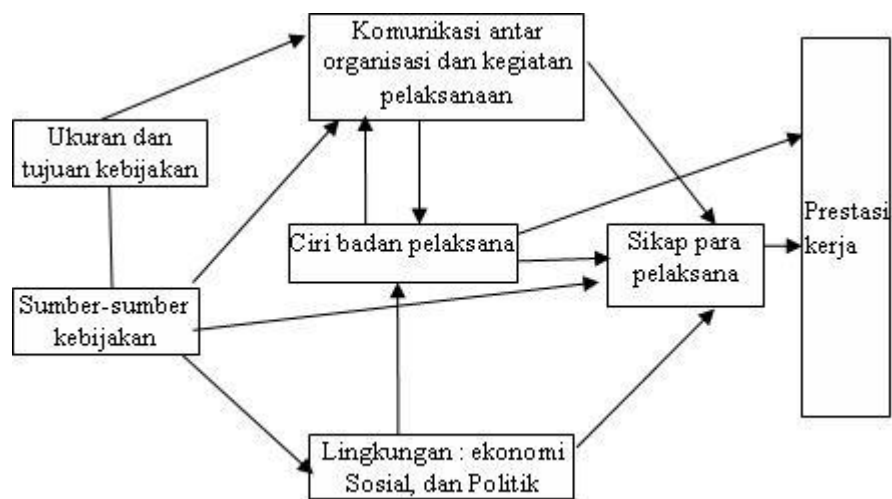 Komunikasi antar
organisasi dan kegiatan
pelaksanaan
Ukuran dan
tujuan kebijakan
Ciri badan pelaksana
Sikap para
pelaksana
Prestasi
kerja
Sumber-sumber
kebijakan
Lingkungan : ekonomi
Sosial, dan Politik